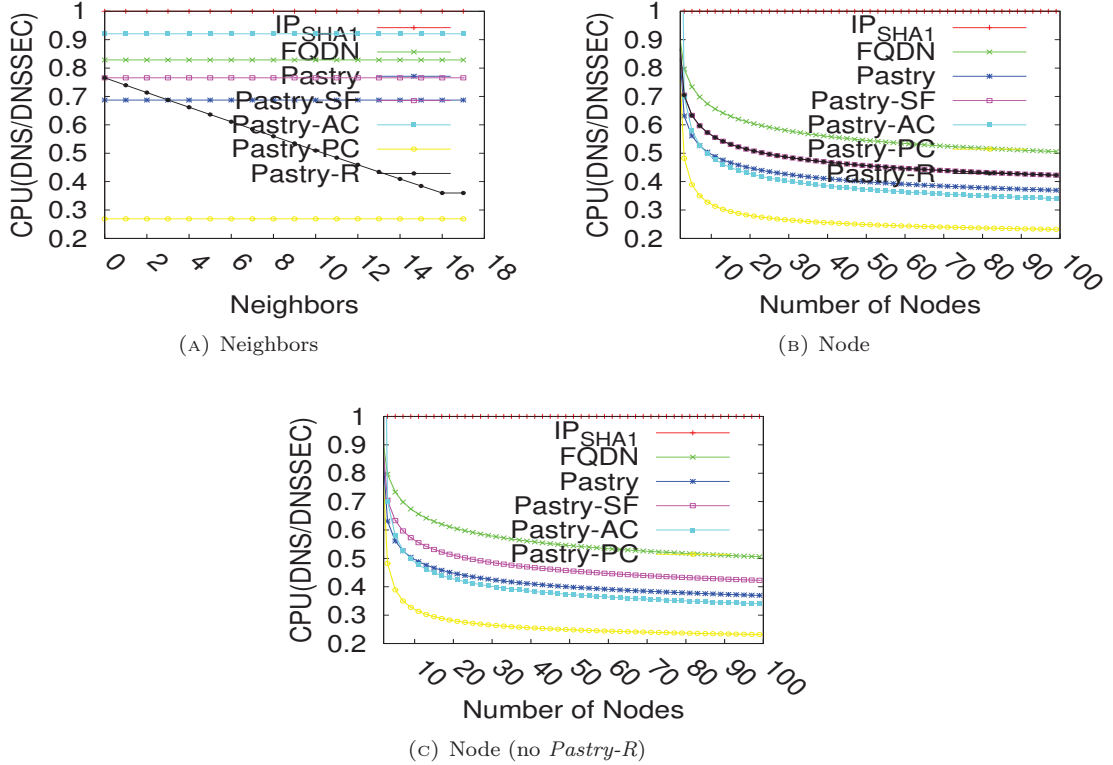 CPU(DNS/DNSSEC)
1
0.9
0.8
0.7
0.6
0.5
0.4
0.3
0.2
IP_SHA1
FQDN
Pastry
Pastry-SF
Pastry-AC
Pastry-PC
Pastry-R
0 2 4 6 8 10 12 14 16 18
Neighbors
(A) Neighbors
CPU(DNS/DNSSEC)
1
0.9
0.8
0.7
0.6
0.5
0.4
0.3
0.2
IP_SHA1
FQDN
Pastry
Pastry-SF
Pastry-AC
Pastry-PC
Pastry-R
10 20 30 40 50 60 70 80 90 100
Number of Nodes
(B) Node
CPU(DNS/DNSSEC)
1
0.9
0.8
0.7
0.6
0.5
0.4
0.3
0.2
IP_SHA1
FQDN
Pastry
Pastry-SF
Pastry-AC
Pastry-PC
10 20 30 40 50 60 70 80 90 100
Number of Nodes
(C) Node (no Pastry-R)